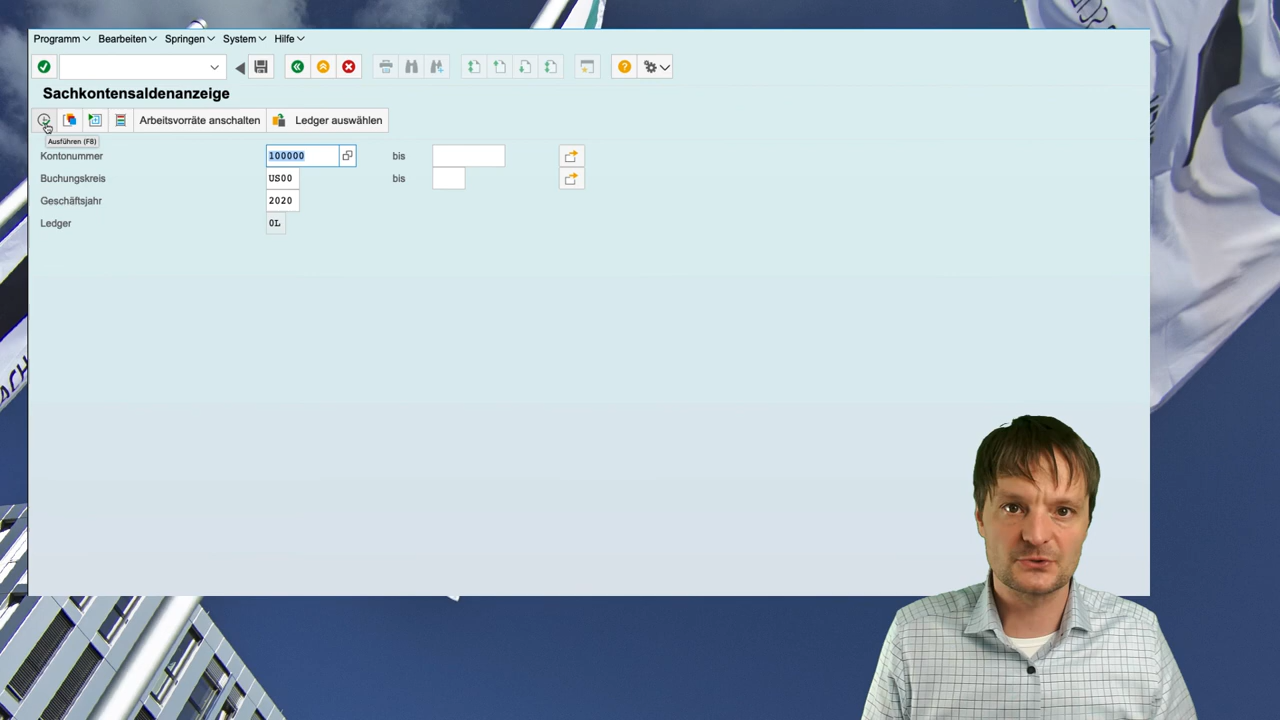 Programm Bearbeiten Springen System Hilfe
Sachkontensaldenanzeige
Arbeitsvorräte anschalten Ledger auswählen
Ausführen (F8)
Kontonummer 100000 bis
Buchungskreis US00 bis
Geschäftsjahr 2020
Ledger 0L